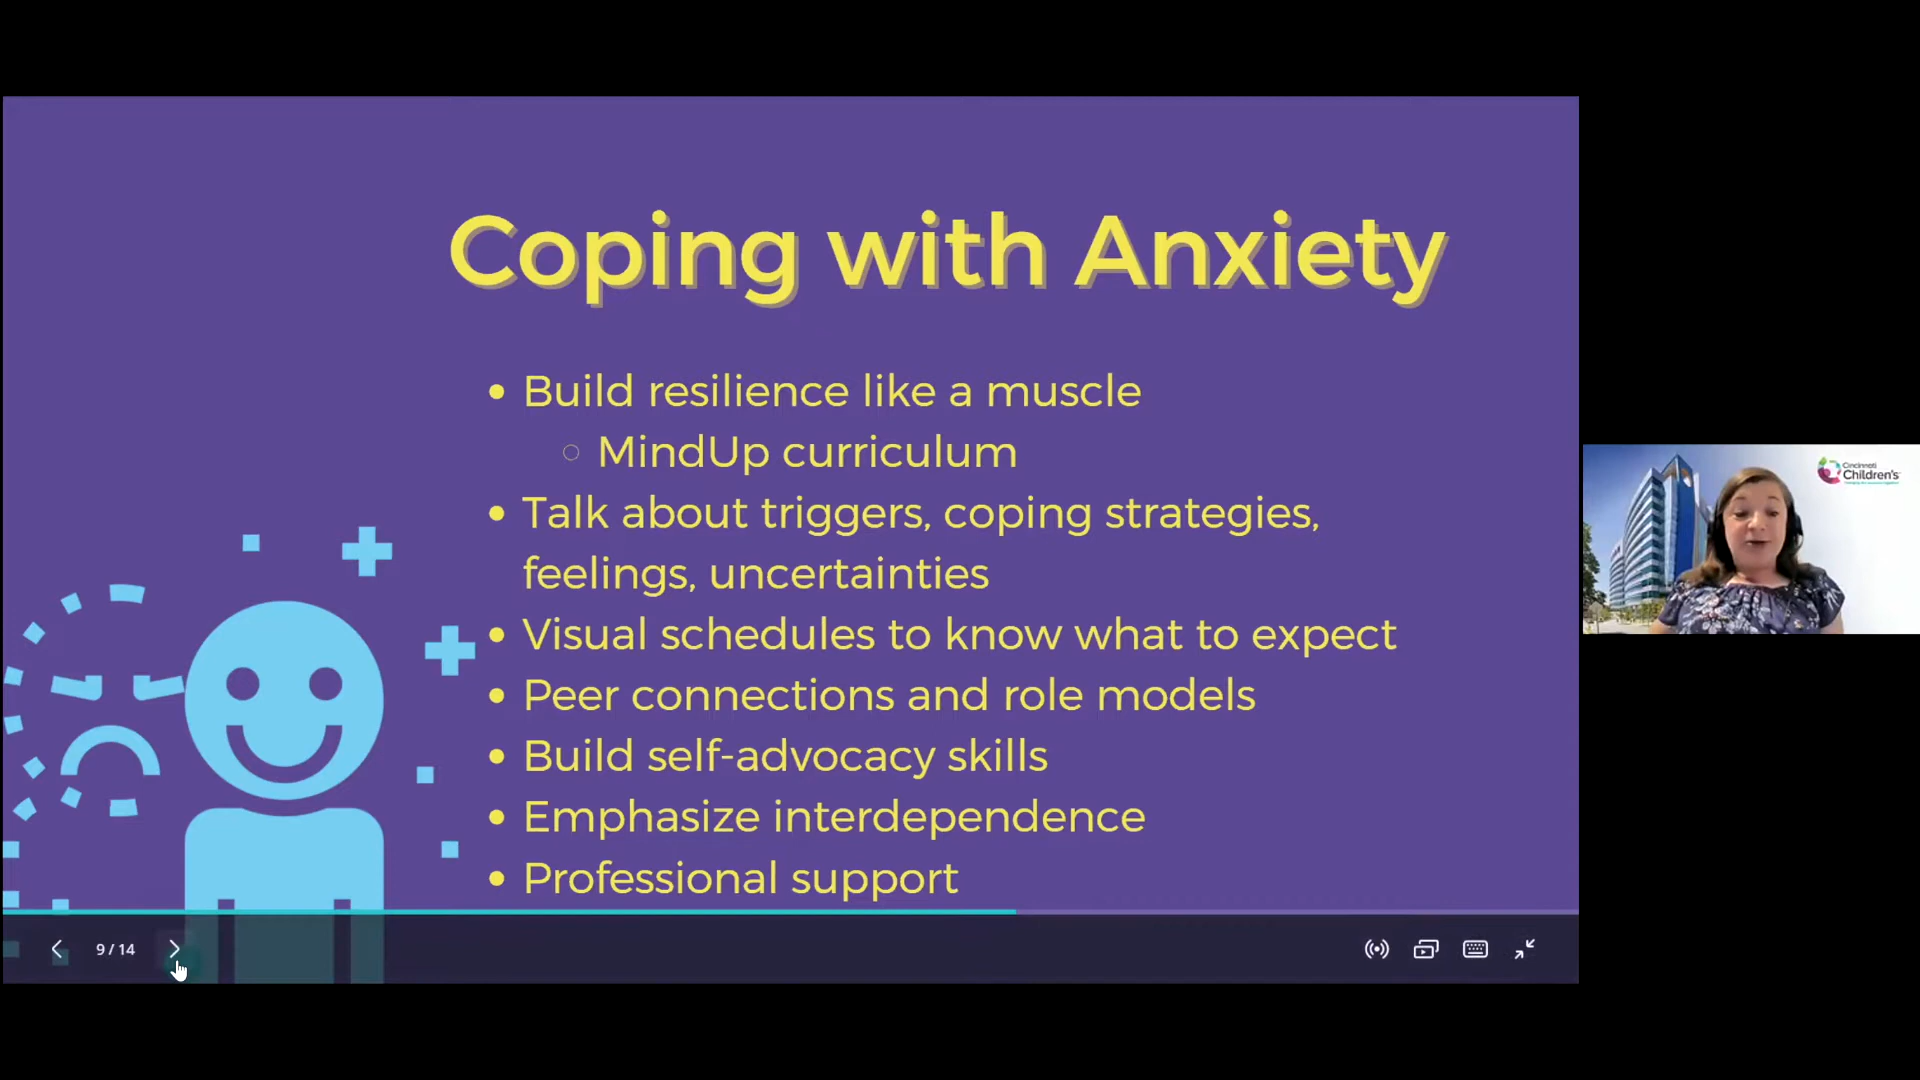 Coping with Anxiety
• Build resilience like a muscle
○ MindUp curriculum
• Talk about triggers, coping strategies,
feelings, uncertainties
• Visual schedules to know what to expect
• Peer connections and role models
• Build self-advocacy skills
• Emphasize interdependence
• Professional support
9 / 14
Cincinnati
Children's